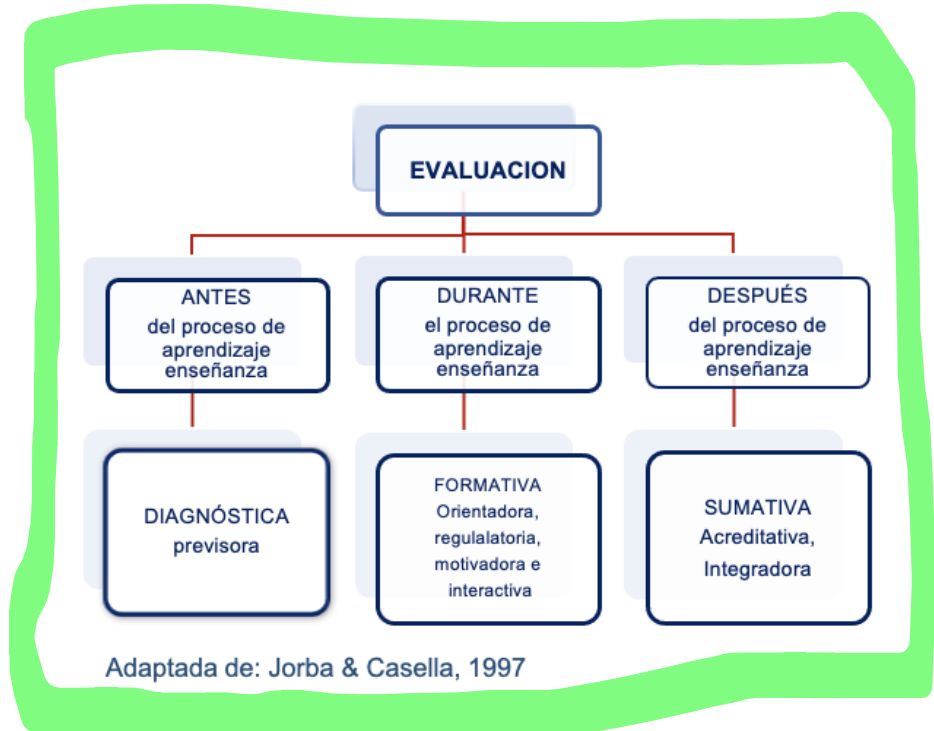 EVALUACION
ANTES
del proceso de
aprendizaje
enseñanza
DURANTE
el proceso de
aprendizaje
enseñanza
DESPUÉS
del proceso de
aprendizaje
enseñanza
DIAGNÓSTICA
previsora
FORMATIVA
Orientadora,
regulalatoria,
motivadora e
interactiva
SUMATIVA
Acreditativa,
Integradora
Adaptada de: Jorba & Casella, 1997